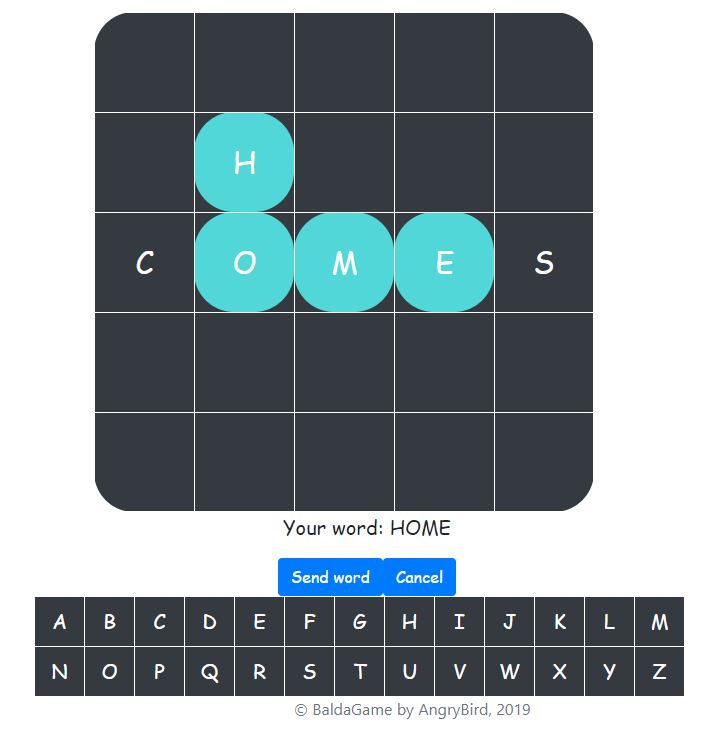 H
C O M E S
Your word: HOME
Send word Cancel
A B C D E F G H I J K L M
N O P Q R S T U V W X Y Z
© BaldaGame by AngryBird, 2019